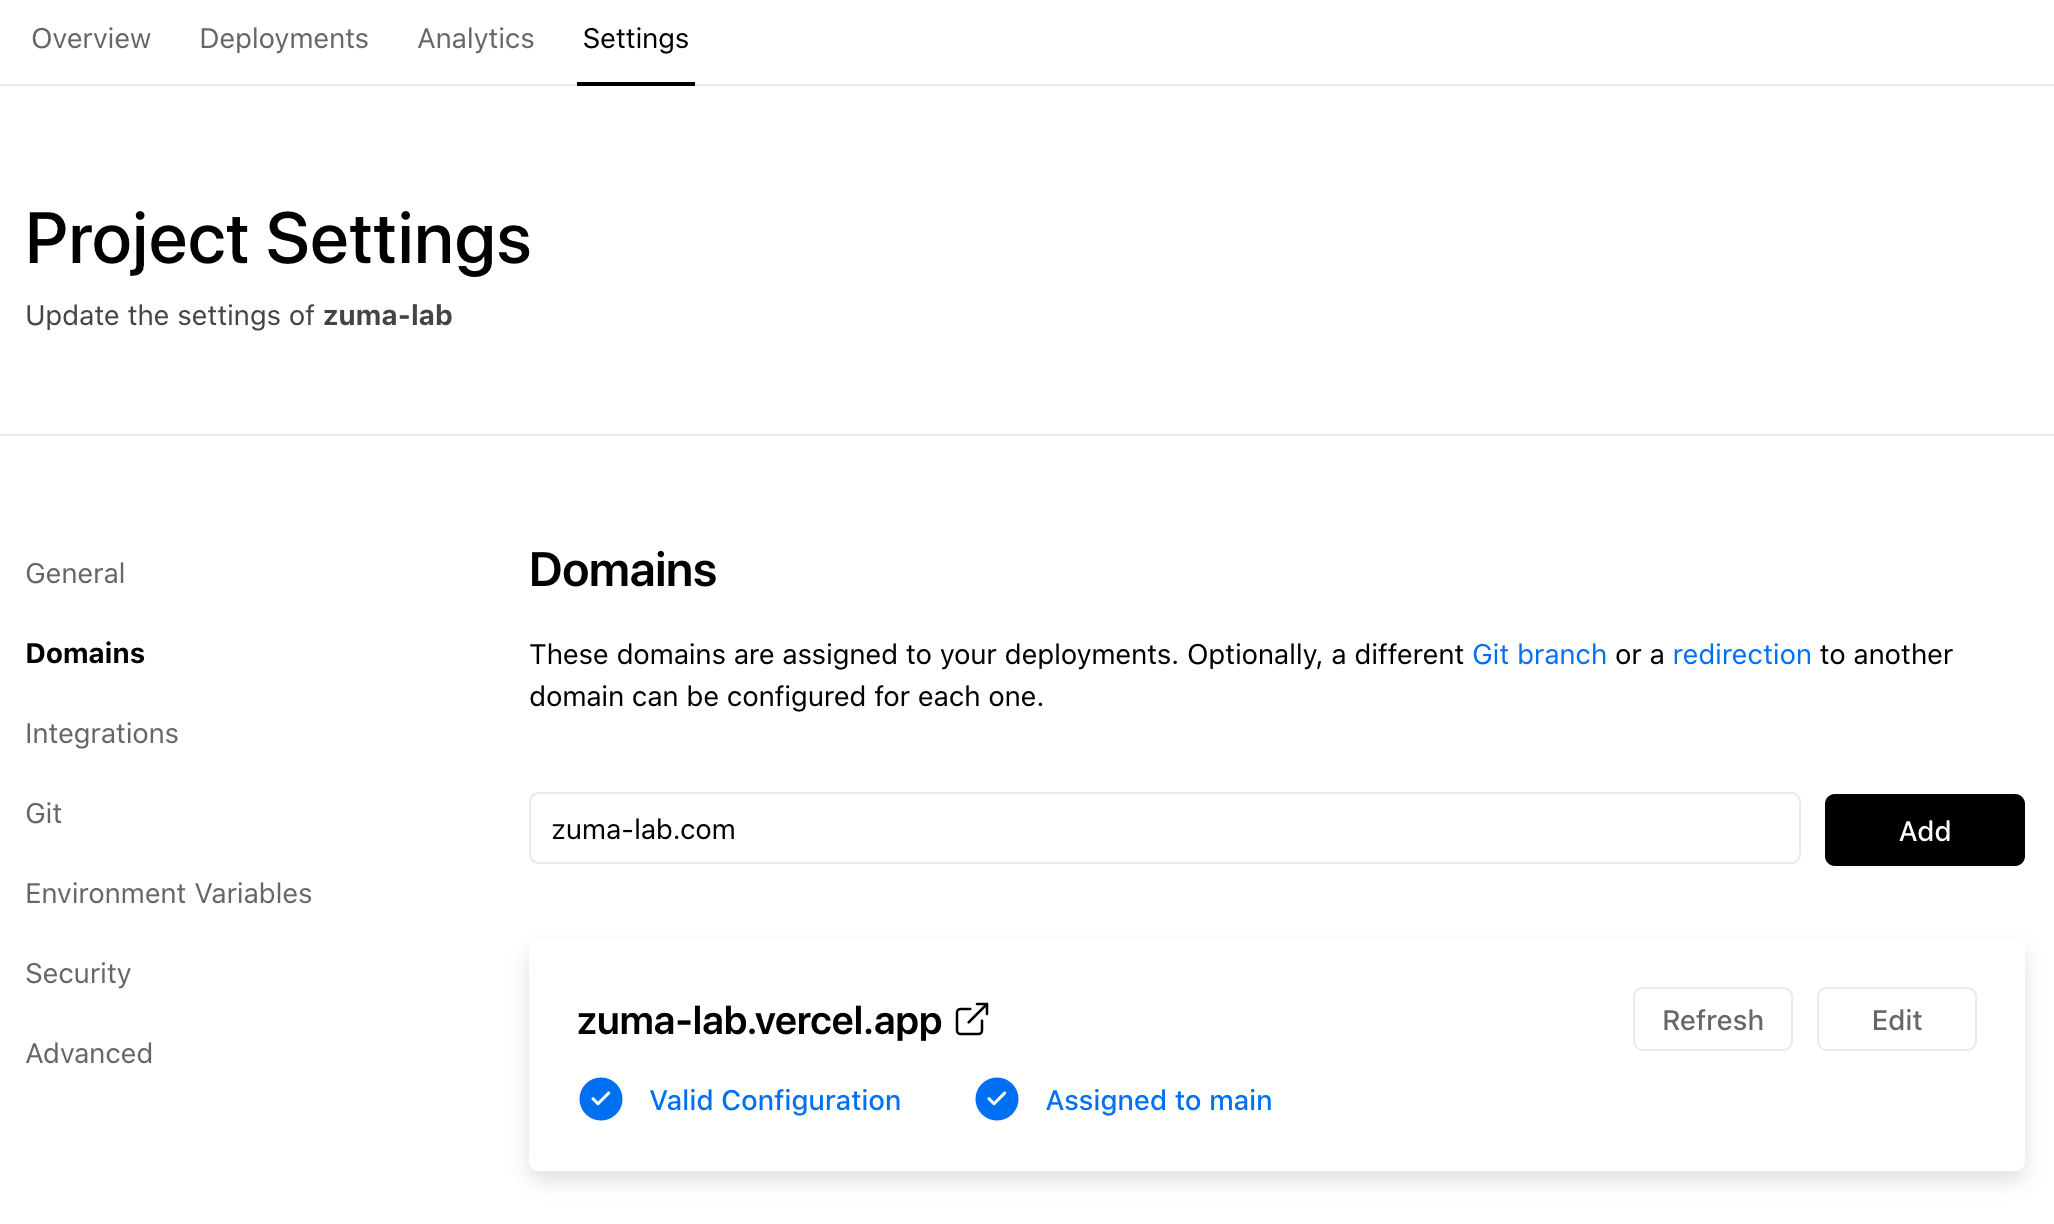 Overview Deployments Analytics Settings
Project Settings
Update the settings of zuma-lab
General
Domains
Integrations
Git
Environment Variables
Security
Advanced
Domains
These domains are assigned to your deployments. Optionally, a different Git branch or a redirection to another
domain can be configured for each one.
zuma-lab.com
Add
zuma-lab.vercel.app
Refresh Edit
Valid Configuration Assigned to main